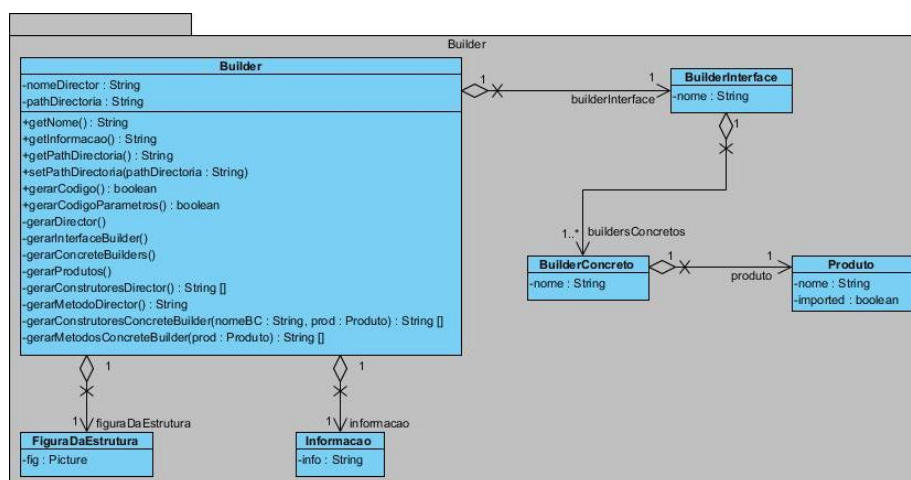 Builder
Builder
-nomeDirector : String
-pathDirectoria : String
+getNome() : String
+getInformacao() : String
+getPathDirectoria() : String
+setPathDirectoria(pathDirectoria : String)
+gerarCodigo() : boolean
+gerarCodigoParametros() : boolean
-gerarDirector()
-gerarInterfaceBuilder()
-gerarConcreteBuilders()
-gerarProdutos()
-gerarConstrutoresDirector() : String []
-gerarMetodoDirector() : String
-gerarConstrutoresConcreteBuilder(nomeBC : String, prod : Produto) : String []
-gerarMetodosConcreteBuilder(prod : Produto) : String []
1
1
builderInterface
BuilderInterface
-nome : String
1
1..*
buildersConcretos
BuilderConcreto
-nome : String
1
1
produto
Produto
-nome : String
-imported : boolean
1
1
figuraDaEstrutura
FiguraDaEstrutura
-fig : Picture
1
1
informacao
Informacao
-info : String